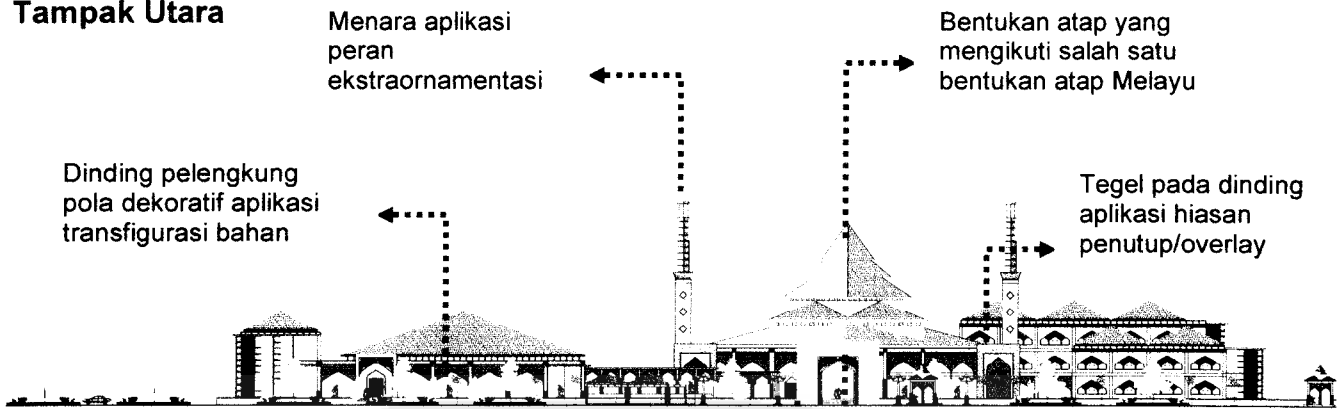 Tampak Utara
Menara aplikasi
peran
ekstraornamentasi
Bentukan atap yang
mengikuti salah satu
bentukan atap Melayu
Dinding pelengkung
pola dekoratif aplikasi
transfigurasi bahan
Tegel pada dinding
aplikasi hiasan
penutup/overlay